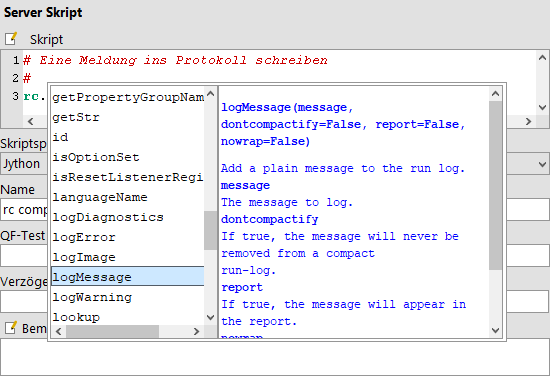 Server Skript
Skript
1 # Eine Meldung ins Protokoll schreiben
2 #
3 rc.
Skriptsp
Jython
Name
rc comp
QF-Test
Verzöge
Bem
getPropertyGroupNam
getStr
id
isOptionSet
isResetListenerRegi
languageName
logDiagnostics
logError
logImage
logMessage
logWarning
lookup
logMessage(message,
dontcompactify=False, report=False,
nowrap=False)
Add a plain message to the run log.
message
The message to log.
dontcompactify
If true, the message will never be
removed from a compact
run-log.
report
If true, the message will appear in
the report.
nowrap